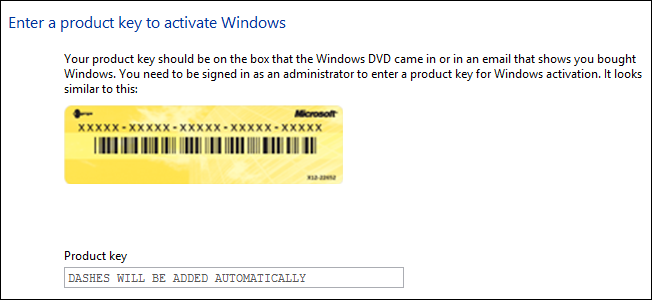 Enter a product key to activate Windows
Your product key should be on the box that the Windows DVD came in or in an email that shows you bought
Windows. You need to be signed in as an administrator to enter a product key for Windows activation. It looks
similar to this:
Microsoft
XXXXX-XXXXX-XXXXX-XXXXX-XXXXX
X12-22652
Product key
DASHES WILL BE ADDED AUTOMATICALLY